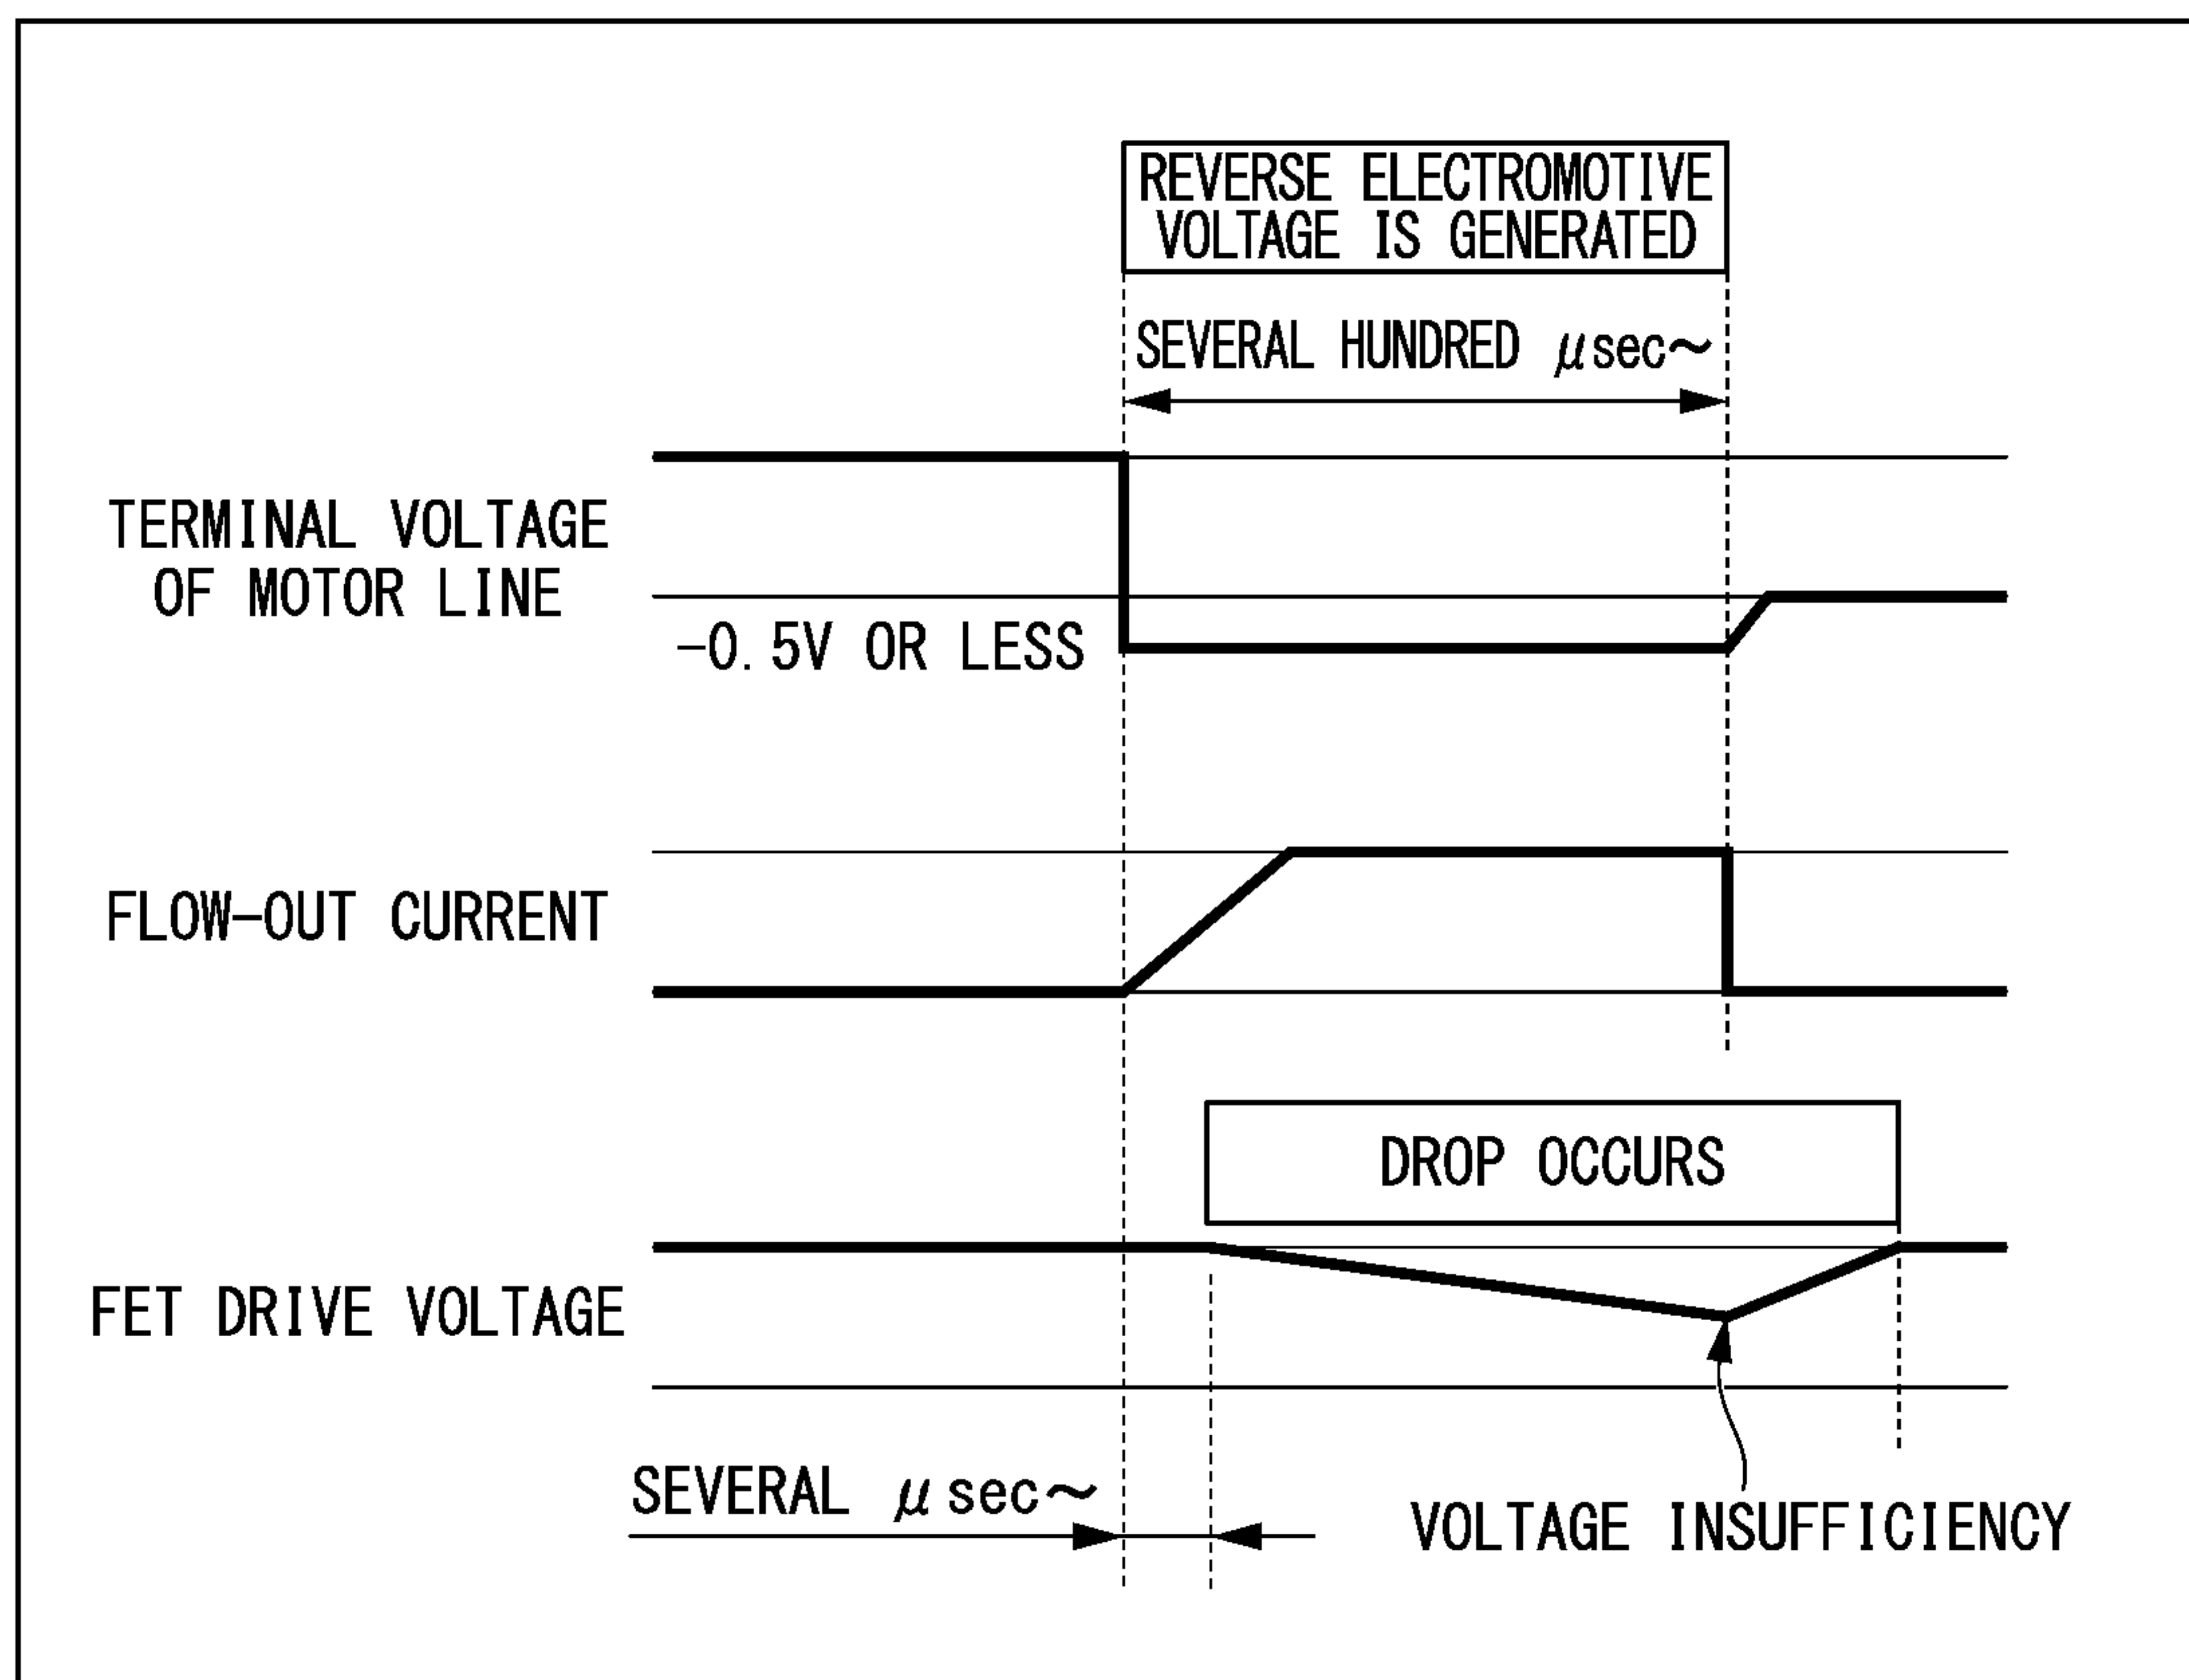 REVERSE ELECTROMOTIVE
VOLTAGE IS GENERATED
SEVERAL HUNDRED μsec～
TERMINAL VOLTAGE
OF MOTOR LINE
-0.5V OR LESS
FLOW-OUT CURRENT
DROP OCCURS
FET DRIVE VOLTAGE
SEVERAL μsec～
VOLTAGE INSUFFICIENCY